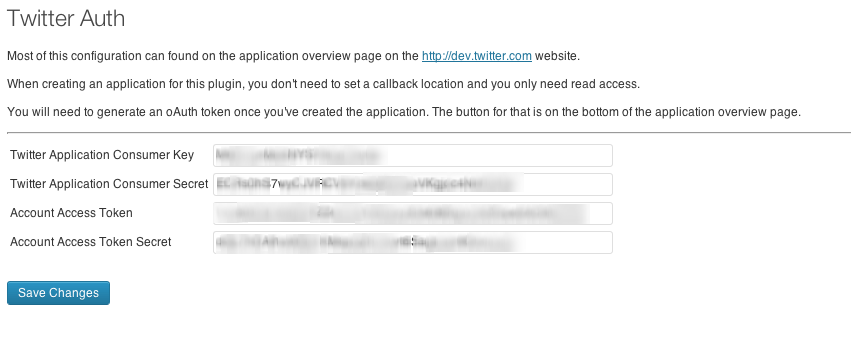 Twitter Auth
Most of this configuration can found on the application overview page on the http://dev.twitter.com website.
When creating an application for this plugin, you don't need to set a callback location and you only need read access.
You will need to generate an oAuth token once you've created the application. The button for that is on the bottom of the application overview page.
Twitter Application Consumer Key
Twitter Application Consumer Secret
Account Access Token
Account Access Token Secret
Save Changes